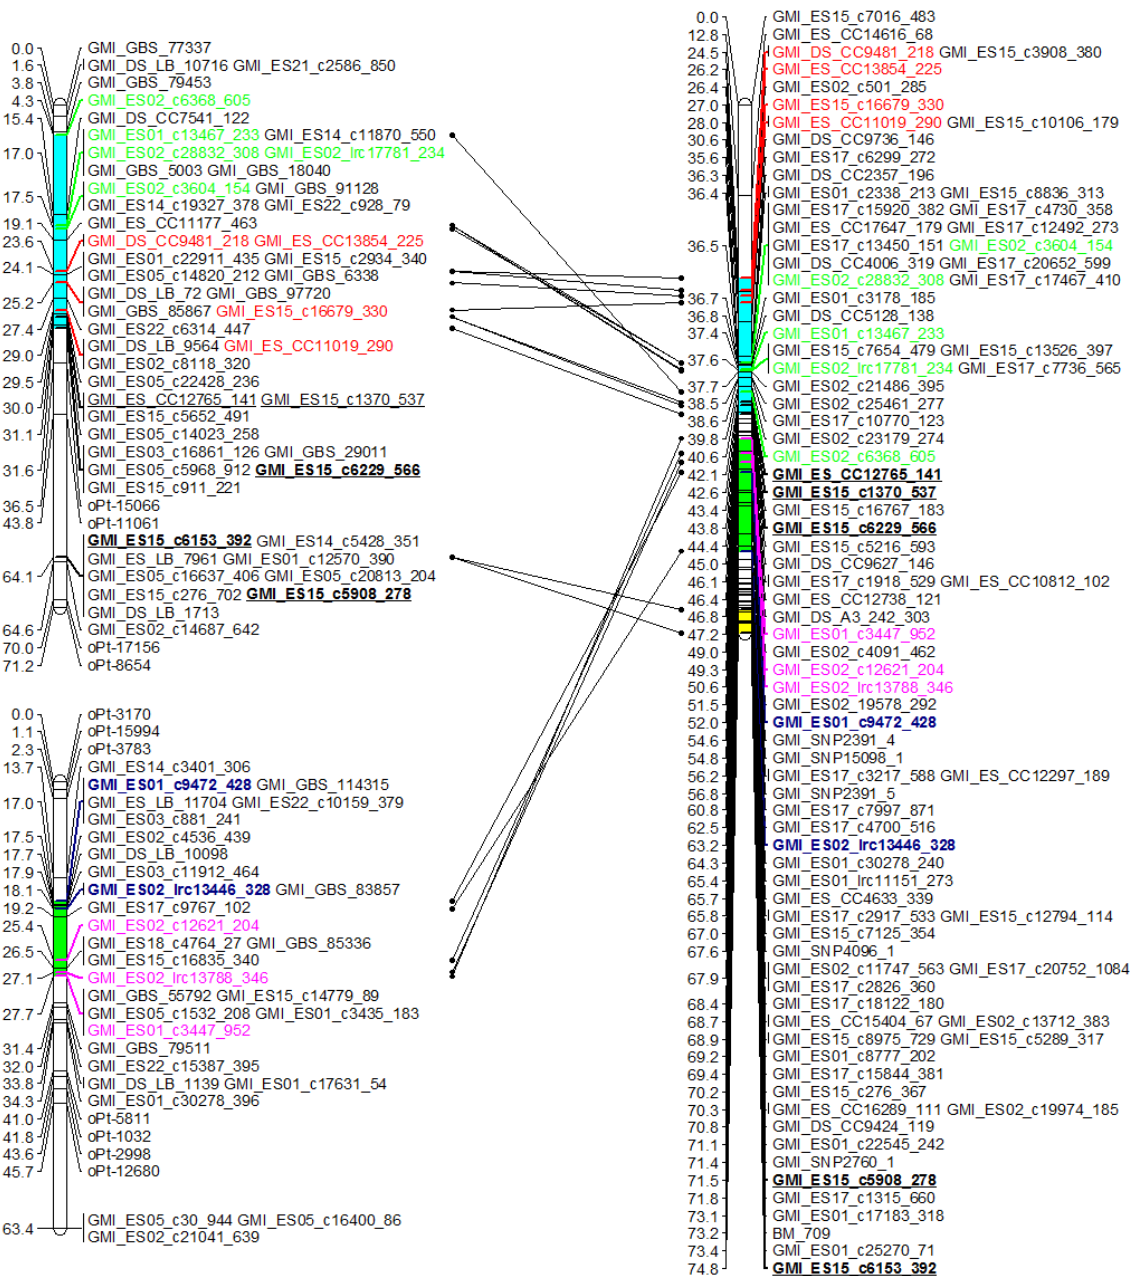 0.0 GMI_GBS_77337
1.6 GMI_DS_LB_10716 GMI_ES21_c2586_850
3.8 GMI_GBS_79453
4.3 GMI_ES02_c6368_605
15.4 GMI_DS_CC7541_122
GMI_ES01_c13467_233 GMI_ES14_c11870_550
17.0 GMI_ES02_c28832_308 GMI_ES02_lrc17781_234
GMI_GBS_5003 GMI_GBS_18040
17.5 GMI_ES02_c3604_154 GMI_GBS_91128
GMI_ES14_c19327_378 GMI_ES22_c928_79
19.1 GMI_ES_CC11177_463
23.6 GMI_DS_CC9481_218 GMI_ES_CC13854_225
GMI_ES01_c22911_435 GMI_ES15_c2934_340
24.1 GMI_ES05_c14820_212 GMI_GBS_6338
GMI_DS_LB_72 GMI_GBS_97720
25.2 GMI_GBS_85867 GMI_ES15_c16679_330
27.4 GMI_ES22_c6314_447
GMI_DS_LB_9564 GMI_ES_CC11019_290
29.0 GMI_ES02_c8118_320
29.5 GMI_ES05_c22428_236
30.0 GMI_ES_CC12765_141 GMI_ES15_c1370_537
GMI_ES15_c5652_491
31.1 GMI_ES05_c14023_258
GMI_ES03_c16861_126 GMI_GBS_29011
31.6 GMI_ES05_c5968_912 GMI_ES15_c6229_566
GMI_ES15_c911_221
36.5 oPt-15066
43.8 oPt-11061
GMI_ES15_c6153_392 GMI_ES14_c5428_351
GMI_ES_LB_7961 GMI_ES01_c12570_390
64.1 GMI_ES05_c16637_406 GMI_ES05_c20813_204
GMI_ES15_c276_702 GMI_ES15_c5908_278
GMI_DS_LB_1713
64.6 GMI_ES02_c14687_642
70.0 oPt-17156
71.2 oPt-8654
0.0 oPt-3170
1.1 oPt-15994
2.3 oPt-3783
13.7 GMI_ES14_c3401_306
GMI_ES01_c9472_428 GMI_GBS_114315
17.0 GMI_ES_LB_11704 GMI_ES22_c10159_379
GMI_ES03_c881_241
17.5 GMI_ES02_c4536_439
17.7 GMI_DS_LB_10098
17.9 GMI_ES03_c11912_464
18.1 GMI_ES02_lrc13446_328 GMI_GBS_83857
19.2 GMI_ES17_c9767_102
25.4 GMI_ES02_c12621_204
GMI_ES18_c4764_27 GMI_GBS_85336
26.5 GMI_ES15_c16835_340
27.1 GMI_ES02_lrc13788_346
GMI_GBS_55792 GMI_ES15_c14779_89
27.7 GMI_ES05_c1532_208 GMI_ES01_c3435_183
GMI_ES01_c3447_952
31.4 GMI_GBS_79511
32.0 GMI_ES22_c15387_395
33.8 GMI_DS_LB_1139 GMI_ES01_c17631_54
34.3 GMI_ES01_c30278_396
41.0 oPt-5811
41.8 oPt-1032
43.6 oPt-2998
45.7 oPt-12680
63.4 GMI_ES05_c30_944 GMI_ES05_c16400_86
GMI_ES02_c21041_639
0.0 GMI_ES15_c7016_483
12.8 GMI_ES_CC14616_68
24.5 GMI_DS_CC9481_218 GMI_ES15_c3908_380
26.2 GMI_ES_CC13854_225
26.4 GMI_ES02_c501_285
27.0 GMI_ES15_c16679_330
28.0 GMI_ES_CC11019_290 GMI_ES15_c10106_179
30.6 GMI_DS_CC9736_146
35.6 GMI_ES17_c6299_272
36.3 GMI_DS_CC2357_196
36.4 GMI_ES01_c2338_213 GMI_ES15_c8836_313
GMI_ES17_c15920_382 GMI_ES17_c4730_358
GMI_ES_CC17647_179 GMI_ES17_c12492_273
36.5 GMI_ES17_c13450_151 GMI_ES02_c3604_154
GMI_DS_CC4006_319 GMI_ES17_c20652_599
GMI_ES02_c28832_308 GMI_ES17_c17467_410
36.7 GMI_ES01_c3178_185
36.8 GMI_DS_CC5128_138
37.4 GMI_ES01_c13467_233
37.6 GMI_ES15_c7654_479 GMI_ES15_c13526_397
GMI_ES02_lrc17781_234 GMI_ES17_c7736_565
37.7 GMI_ES02_c21486_395
38.5 GMI_ES02_c25461_277
38.6 GMI_ES17_c10770_123
39.8 GMI_ES02_c23179_274
40.6 GMI_ES02_c6368_605
42.1 GMI_ES_CC12765_141
42.6 GMI_ES15_c1370_537
43.4 GMI_ES15_c16767_183
43.8 GMI_ES15_c6229_566
44.4 GMI_ES15_c5216_593
45.0 GMI_DS_CC9627_146
46.1 GMI_ES17_c1918_529 GMI_ES_CC10812_102
46.4 GMI_ES_CC12738_121
46.8 GMI_DS_A3_242_303
47.2 GMI_ES01_c3447_952
49.0 GMI_ES02_c4091_462
49.3 GMI_ES02_c12621_204
50.6 GMI_ES02_lrc13788_346
51.5 GMI_ES02_19578_292
52.0 GMI_ES01_c9472_428
54.6 GMI_SNP2391_4
54.8 GMI_SNP15098_1
56.2 GMI_ES17_c3217_588 GMI_ES_CC12297_189
56.8 GMI_SNP2391_5
60.8 GMI_ES17_c7997_871
62.5 GMI_ES17_c4700_516
63.2 GMI_ES02_lrc13446_328
64.3 GMI_ES01_c30278_240
65.4 GMI_ES01_lrc11151_273
65.7 GMI_ES_CC4633_339
65.8 GMI_ES17_c2917_533 GMI_ES15_c12794_114
67.0 GMI_ES15_c7125_354
67.6 GMI_SNP4096_1
67.9 GMI_ES02_c11747_563 GMI_ES17_c20752_1084
GMI_ES17_c2826_360
68.4 GMI_ES17_c18122_180
68.7 GMI_ES_CC15404_67 GMI_ES02_c13712_383
68.9 GMI_ES15_c8975_729 GMI_ES15_c5289_317
69.2 GMI_ES01_c8777_202
69.4 GMI_ES17_c15844_381
70.2 GMI_ES15_c276_367
70.3 GMI_ES_CC16289_111 GMI_ES02_c19974_185
70.8 GMI_DS_CC9424_119
71.1 GMI_ES01_c22545_242
71.4 GMI_SNP2760_1
71.5 GMI_ES15_c5908_278
71.8 GMI_ES17_c1315_660
73.1 GMI_ES01_c17183_318
73.2 BM_709
73.4 GMI_ES01_c25270_71
74.8 GMI_ES15_c6153_392